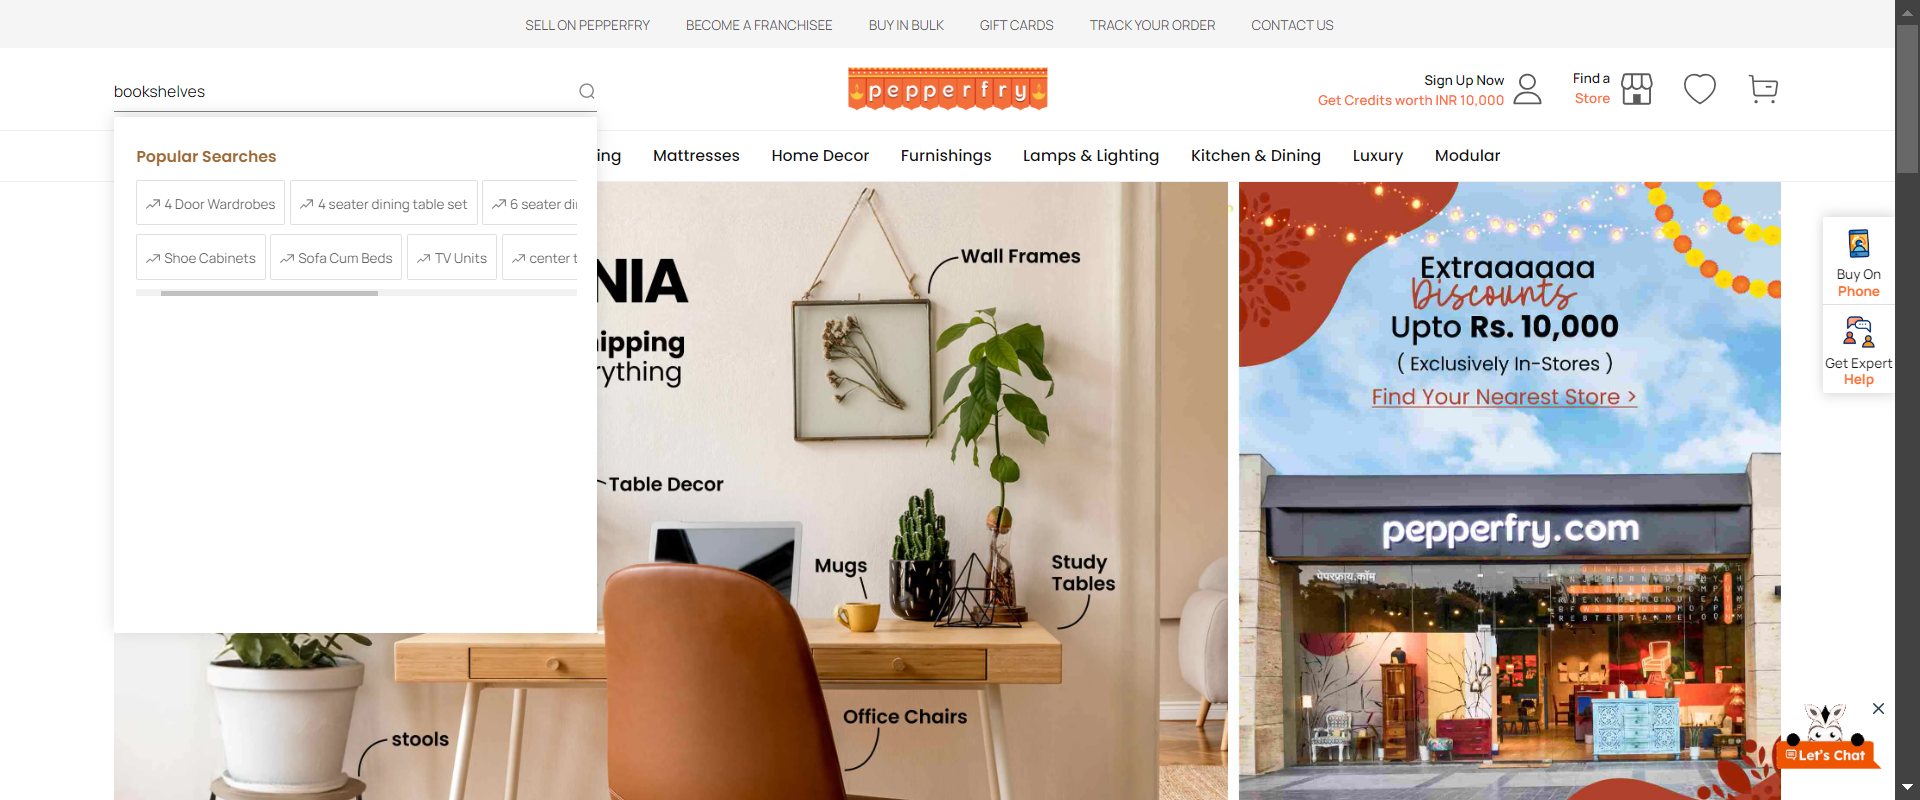 SELL ON PEPPERFRY
BECOME A FRANCHISEE
BUY IN BULK
GIFT CARDS
TRACK YOUR ORDER
CONTACT US
bookshelves
pepperfry
Sign Up Now
Get Credits worth INR 10,000
Find a
Store
ing
Mattresses
Home Decor
Furnishings
Lamps & Lighting
Kitchen & Dining
Luxury
Modular
Popular Searches
4 Door Wardrobes
4 seater dining table set
6 seater di
Shoe Cabinets
Sofa Cum Beds
TV Units
center t
NIA
ipping
rything
Wall Frames
Table Decor
Mugs
Study
Tables
Office Chairs
stools
Extraaaaaa
Discounts
Upto Rs. 10,000
( Exclusively In-Stores )
Find Your Nearest Store >
pepperfry.com
पेपरफ्राय.कॉम
Buy On
Phone
Get Expert
Help
Let's Chat